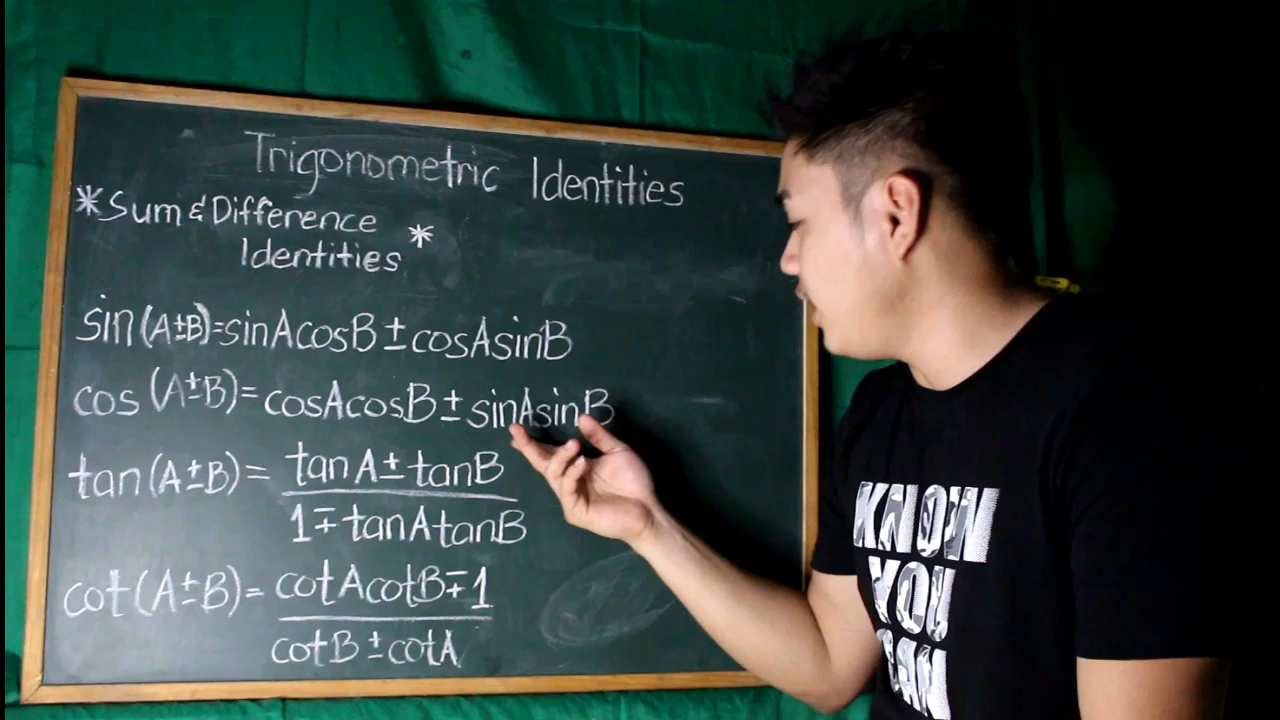 Trigonometric Identities
*Sum & Difference
Identities *
sin(A±B)=sinAcosB±cosAsinB
cos(A±B)=cosAcosB±sinAsinB
tan(A±B)= tanA±tanB
1∓tanAtanB
cot(A±B)= cotAcotB∓1
cotB±cotA
KNOW
YOU
CAN